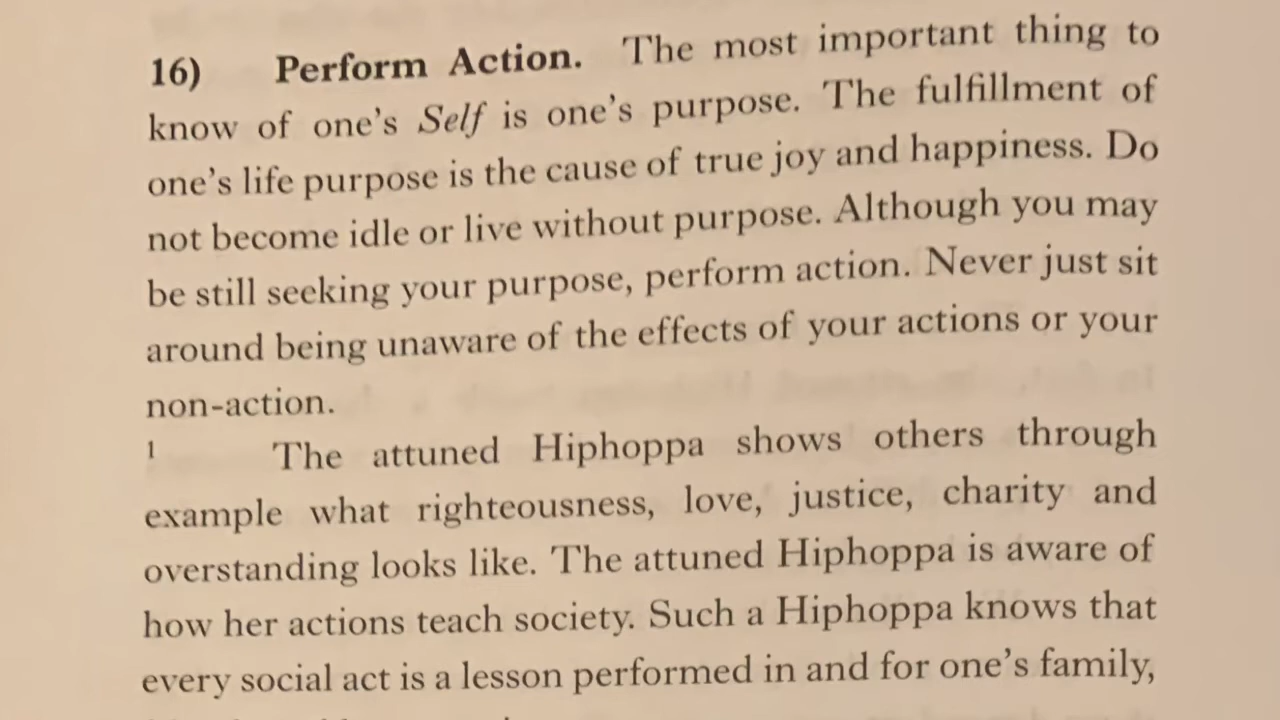 16) Perform Action. The most important thing to
know of one's Self is one's purpose. The fulfillment of
one's life purpose is the cause of true joy and happiness. Do
not become idle or live without purpose. Although you may
be still seeking your purpose, perform action. Never just sit
around being unaware of the effects of your actions or your
non-action.
1 The attuned Hiphoppa shows others through
example what righteousness, love, justice, charity and
overstanding looks like. The attuned Hiphoppa is aware of
how her actions teach society. Such a Hiphoppa knows that
every social act is a lesson performed in and for one's family,